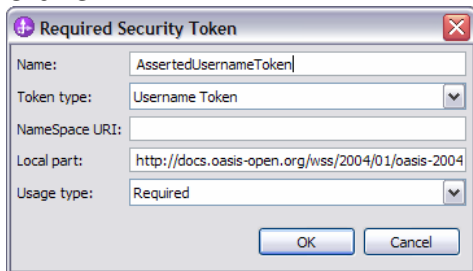 Required Security Token
Name: AssertedUsernameToken
Token type: Username Token
NameSpace URI:
Local part: http://docs.oasis-open.org/wss/2004/01/oasis-2004
Usage type: Required
OK Cancel